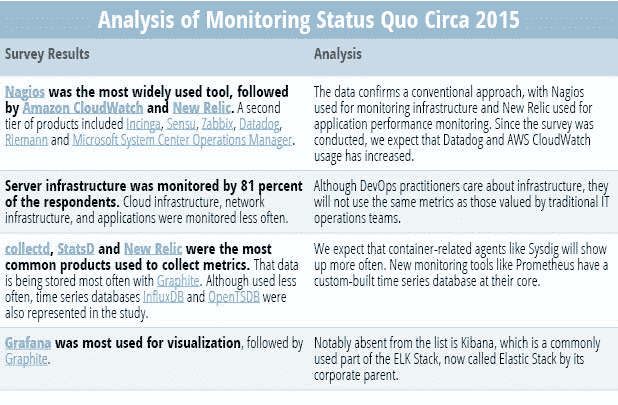 Analysis of Monitoring Status Quo Circa 2015
Survey Results
Analysis
Nagios was the most widely used tool, followed
by Amazon CloudWatch and New Relic. A second
tier of products included Incinga, Sensu, Zabbix, Datadog,
Riemann and Microsoft System Center Operations Manager.
The data confirms a conventional approach, with Nagios
used for monitoring infrastructure and New Relic used for
application performance monitoring. Since the survey was
conducted, we expect that Datadog and AWS CloudWatch
usage has increased.
Server infrastructure was monitored by 81 percent
of the respondents. Cloud infrastructure, network
infrastructure, and applications were monitored less often.
Although DevOps practitioners care about infrastructure, they
will not use the same metrics as those valued by traditional IT
operations teams.
collectd, StatsD and New Relic were the most
common products used to collect metrics. That data
is being stored most often with Graphite. Although used less
often, time series databases InfluxDB and OpenTSDB were
also represented in the study.
We expect that container-related agents like Sysdig will show
up more often. New monitoring tools like Prometheus have a
custom-built time series database at their core.
Grafana was most used for visualization, followed by
Graphite.
Notably absent from the list is Kibana, which is a commonly
used part of the ELK Stack, now called Elastic Stack by its
corporate parent.